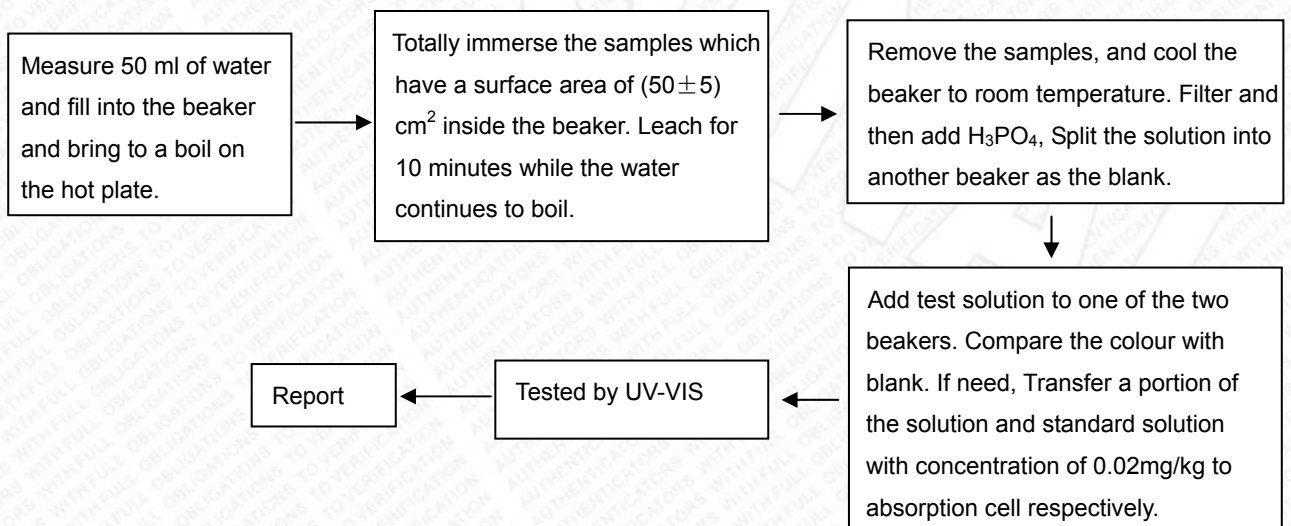 Measure 50 ml of water
and fill into the beaker
and bring to a boil on
the hot plate.
Totally immerse the samples which
have a surface area of (50±5)
cm² inside the beaker. Leach for
10 minutes while the water
continues to boil.
Remove the samples, and cool the
beaker to room temperature. Filter and
then add H₃PO₄, Split the solution into
another beaker as the blank.
Add test solution to one of the two
beakers. Compare the colour with
blank. If need, Transfer a portion of
the solution and standard solution
with concentration of 0.02mg/kg to
absorption cell respectively.
Tested by UV-VIS
Report